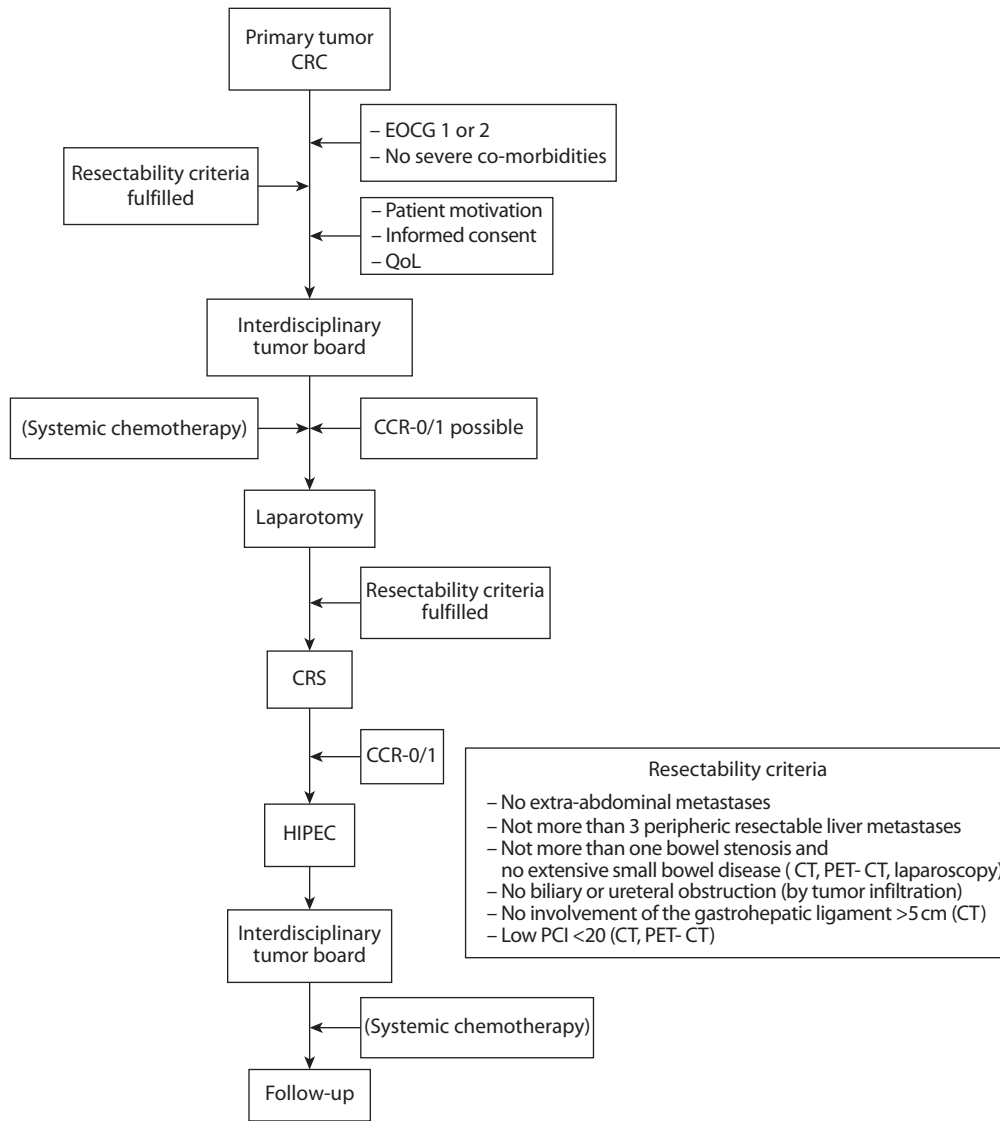 Primary tumor
CRC
– EOCG 1 or 2
– No severe co-morbidities
Resectability criteria
fulfilled
– Patient motivation
– Informed consent
– QoL
Interdisciplinary
tumor board
(Systemic chemotherapy)
CCR-0/1 possible
Laparotomy
Resectability criteria
fulfilled
CRS
CCR-0/1
HIPEC
Interdisciplinary
tumor board
(Systemic chemotherapy)
Follow-up
Resectability criteria
– No extra-abdominal metastases
– Not more than 3 peripheric resectable liver metastases
– Not more than one bowel stenosis and
no extensive small bowel disease ( CT, PET- CT, laparoscopy)
– No biliary or ureteral obstruction (by tumor infiltration)
– No involvement of the gastrohepatic ligament >5 cm (CT)
– Low PCI <20 (CT, PET- CT)